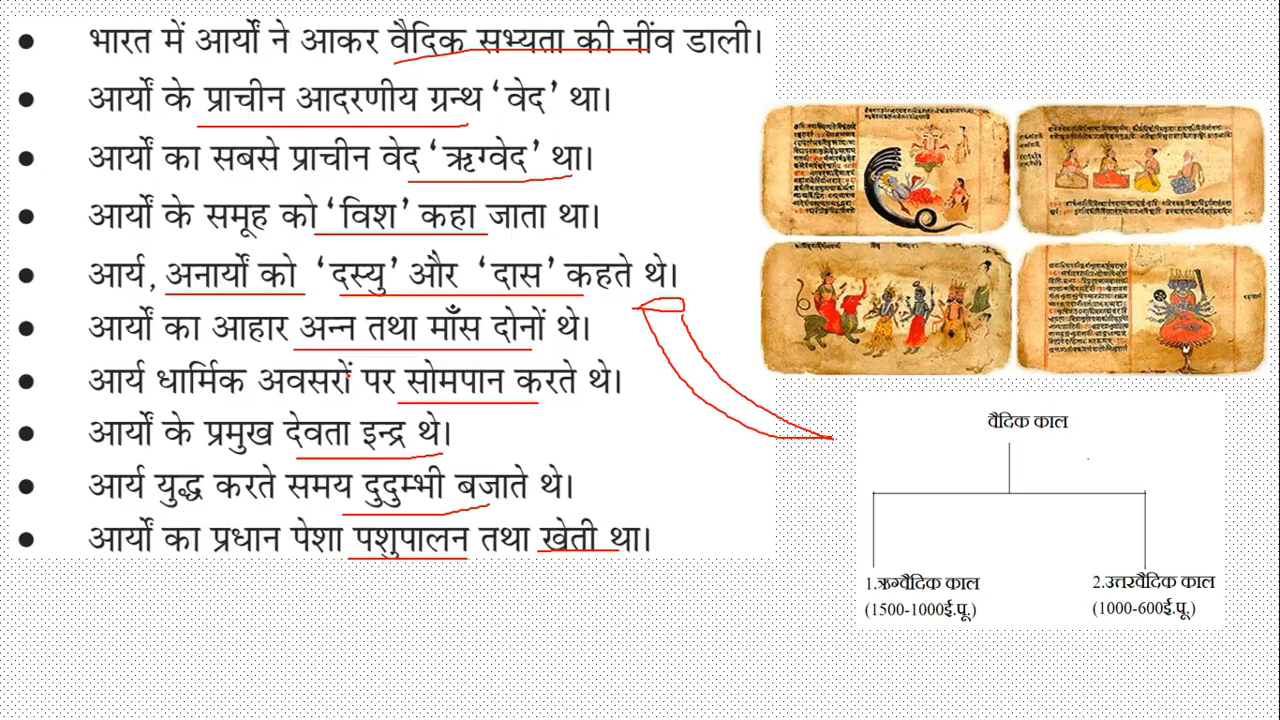 • भारत में आर्यों ने आकर वैदिक सभ्यता की नींव डाली।
• आर्यों के प्राचीन आदरणीय ग्रन्थ ‘वेद’ था।
• आर्यों का सबसे प्राचीन वेद ‘ऋग्वेद’ था।
• आर्यों के समूह को ‘विश’ कहा जाता था।
• आर्य, अनार्यों को ‘दस्यु’ और ‘दास’ कहते थे।
• आर्यों का आहार अन्न तथा माँस दोनों थे।
• आर्य धार्मिक अवसरों पर सोमपान करते थे।
• आर्यों के प्रमुख देवता इन्द्र थे।
• आर्य युद्ध करते समय दुदुम्भी बजाते थे।
• आर्यों का प्रधान पेशा पशुपालन तथा खेती था।
वैदिक काल
1.ऋग्वैदिक काल
(1500-1000ई.पू.)
2.उत्तरवैदिक काल
(1000-600ई.पू.)